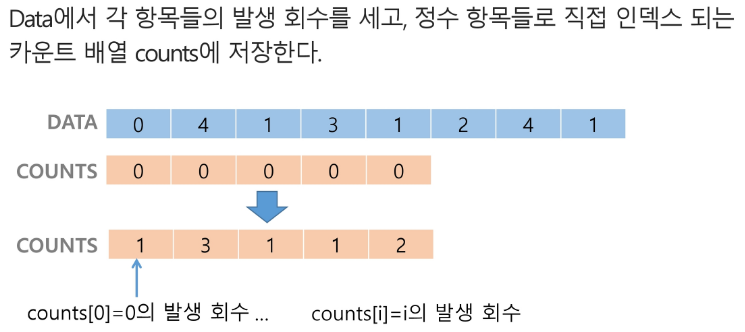 Data에서 각 항목들의 발생 회수를 세고, 정수 항목들로 직접 인덱스 되는
카운트 배열 counts에 저장한다.
DATA 0 4 1 3 1 2 4 1
COUNTS 0 0 0 0 0
COUNTS 1 3 1 1 2
counts[0]=0의 발생 회수 ... counts[i]=i의 발생 회수